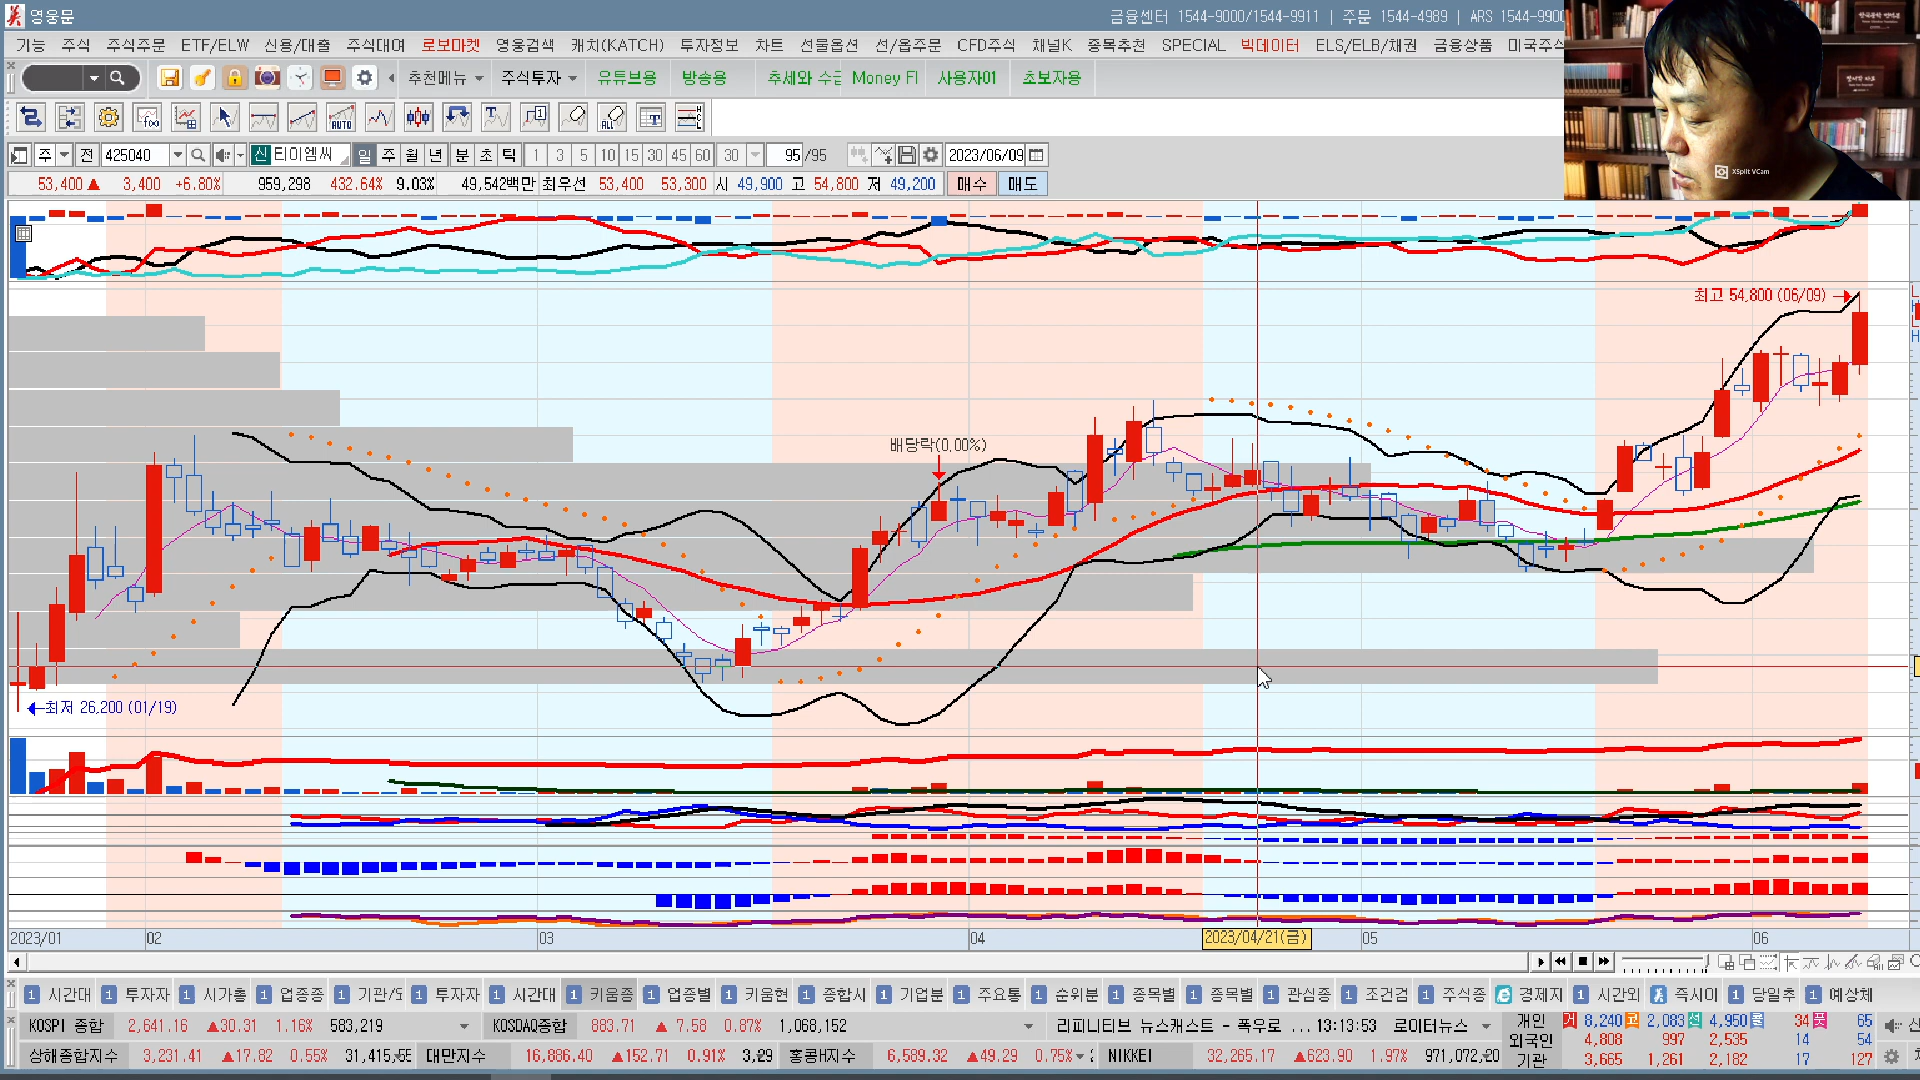 영웅문
금융센터 1544-9000/1544-9911 | 주문 1544-4989 | ARS 1544-9900
기능 주식 주식주문 ETF/ELW 신용/대출 주식대여 로보마켓 영웅검색 캐치(KATCH) 투자정보 차트 선물옵션 선/옵주문 CFD주식 채널K 종목추천 SPECIAL 빅데이터 ELS/ELB/채권 금융상품 미국주식
추천메뉴 주식투자 유튜브용 방송용 추세와 수급 Money Fl 사용자01 초보자용
AUTO
주 전 425040 신 티이엠씨 일 주 월 년 분 초 틱 1 3 5 10 15 30 45 60 30 95 /95 2023/06/09
53,400 ▲ 3,400 +6.80% 959,298 432.64% 9.03% 49,542백만 최우선 53,400 53,300 시 49,900 고 54,800 저 49,200 매수 매도
XSplit VCam
최고 54,800 (06/09)
배당락(0.00%)
최저 26,200 (01/19)
2023/01 02 03 04 2023/04/21(금) 05 06
1 시간대 1 투자자 1 시가총 1 업종종 1 기관/외 1 투자자 1 시간대 1 키움종 1 업종별 1 키움현 1 종합시 1 기업분 1 주요통 1 순위분 1 종목별 1 종목별 1 관심종 1 조건검 1 주식종 경제지 1 시간외 즉시미 1 당일추 1 예상체
KOSPI 종합 2,641.16 ▲30.31 1.16% 583,219 KOSDAQ종합 883.71 ▲ 7.58 0.87% 1,068,152 리피니티브 뉴스캐스트 - 폭우로 ... 13:13:53 로이터뉴스 개인 거 8,240 코 2,083 선 4,950 콜 34 풋 65
외국인 4,808 997 2,535 14 54
상해종합지수 3,231.41 ▲17.82 0.55% 31,415 대만지수 16,886.40 ▲152.71 0.91% 홍콩H지수 6,589.32 ▲49.29 0.75% NIKKEI 32,265.17 ▲623.90 1.97% 971,072 기관 3,665 1,261 2,182 17 127